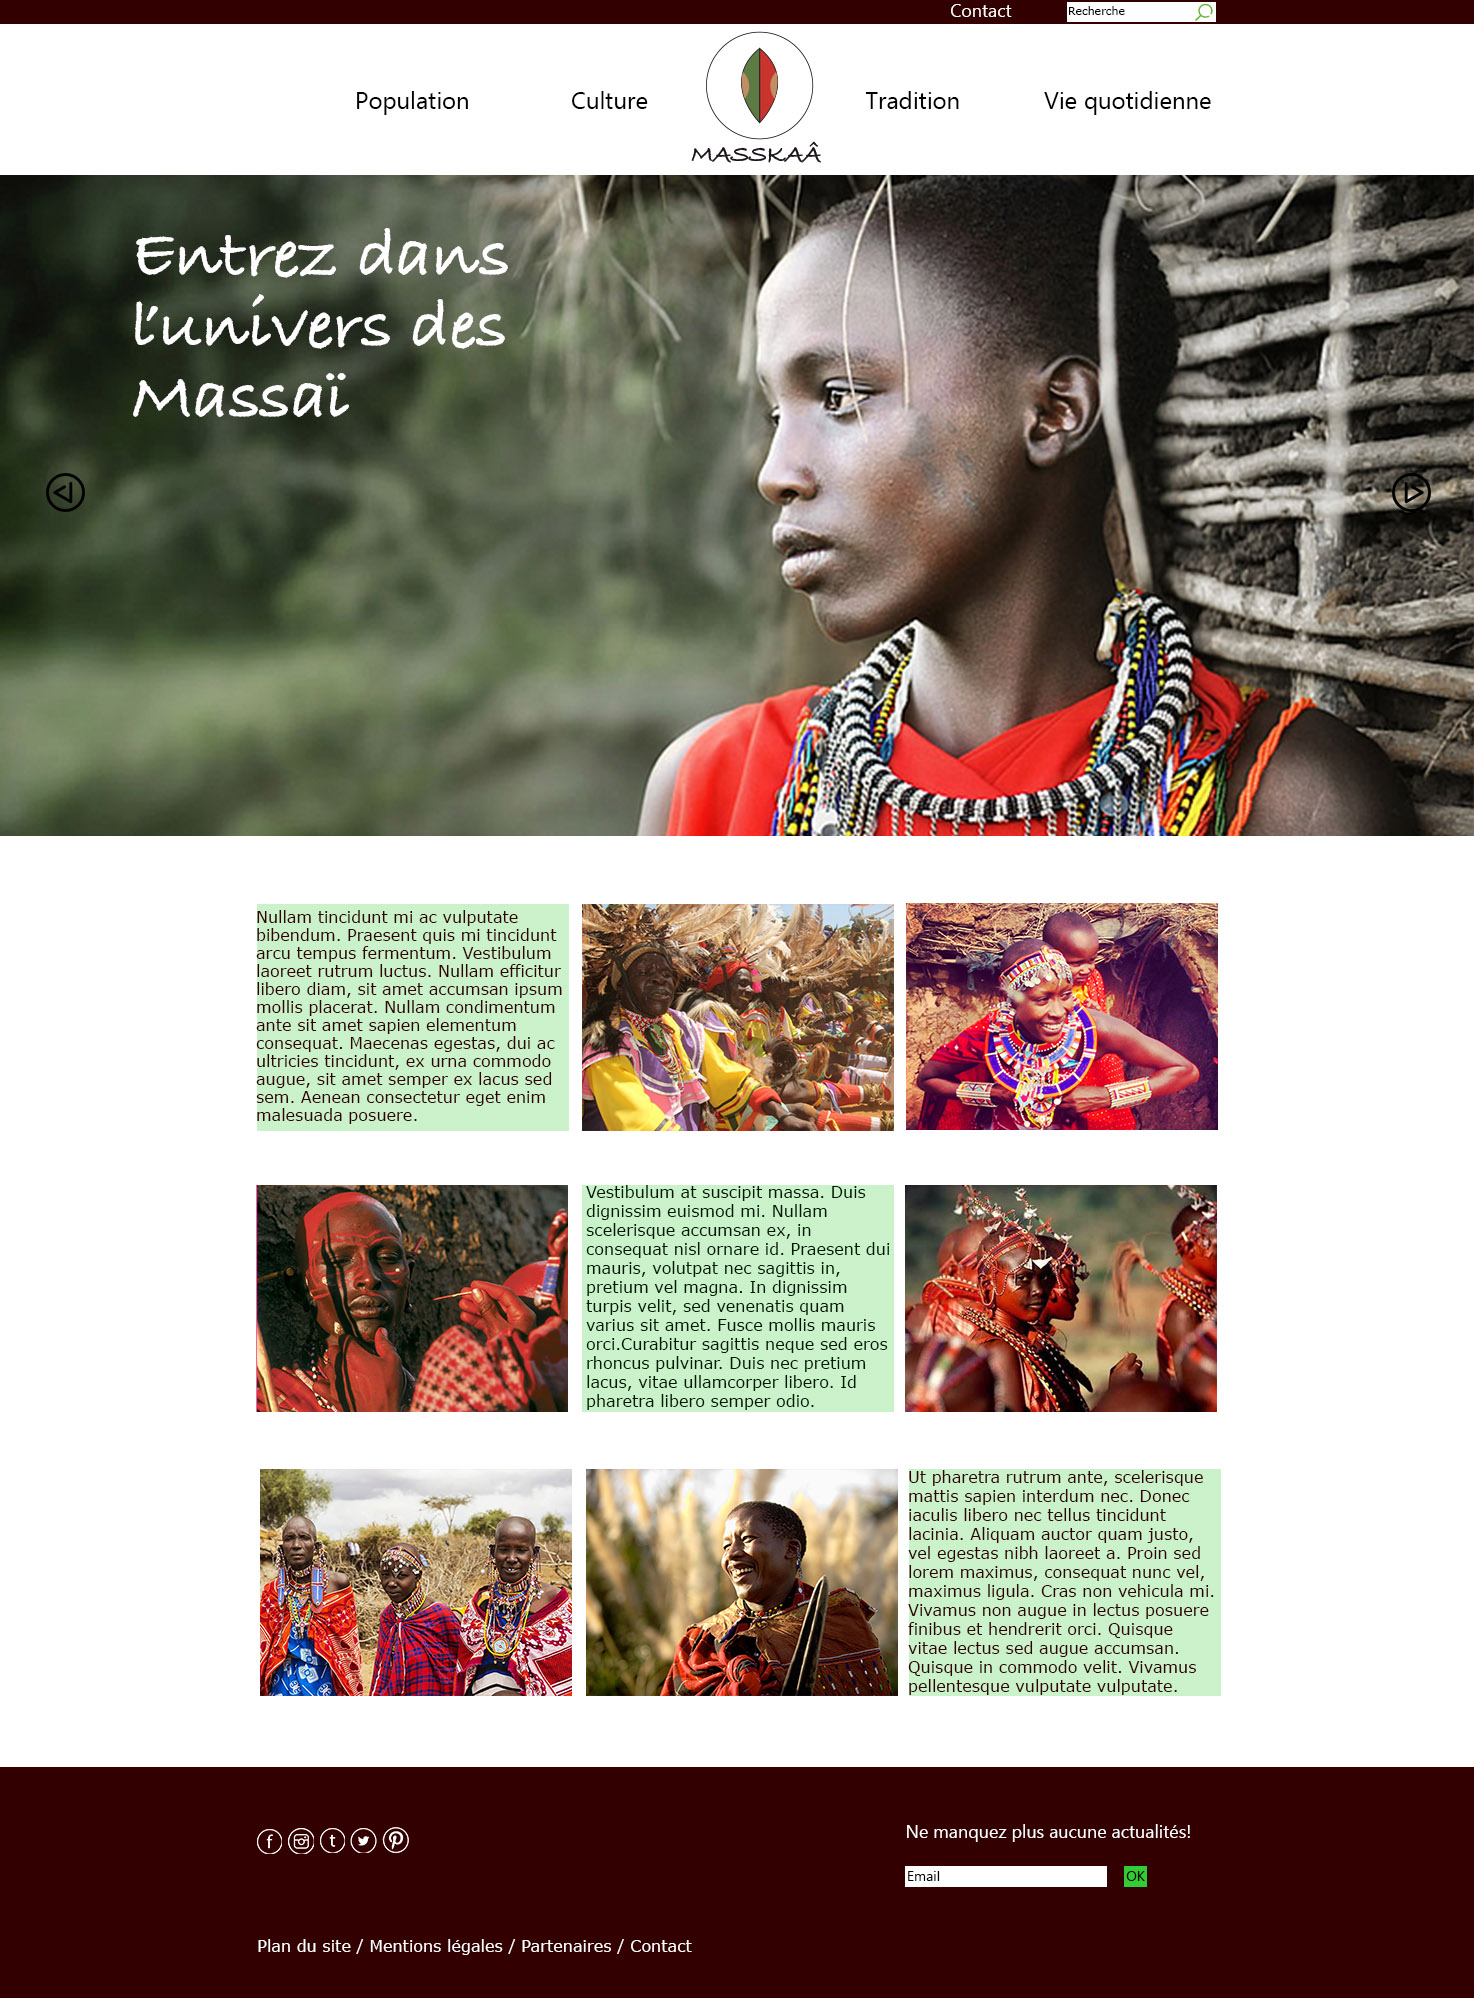 Contact
Recherche
Population
Culture
Tradition
Vie quotidienne
MASSKAÂ
Entrez dans
l'univers des
Massaï
Nullam tincidunt mi ac vulputate
bibendum. Praesent quis mi tincidunt
arcu tempus fermentum. Vestibulum
laoreet rutrum luctus. Nullam efficitur
libero diam, sit amet accumsan ipsum
mollis placerat. Nullam condimentum
ante sit amet sapien elementum
consequat. Maecenas egestas, dui ac
ultricies tincidunt, ex urna commodo
augue, sit amet semper ex lacus sed
sem. Aenean consectetur eget enim
malesuada posuere.
Vestibulum at suscipit massa. Duis
dignissim euismod mi. Nullam
scelerisque accumsan ex, in
consequat nisl ornare id. Praesent dui
mauris, volutpat nec sagittis in,
pretium vel magna. In dignissim
turpis velit, sed venenatis quam
varius sit amet. Fusce mollis mauris
orci.Curabitur sagittis neque sed eros
rhoncus pulvinar. Duis nec pretium
lacus, vitae ullamcorper libero. Id
pharetra libero semper odio.
Ut pharetra rutrum ante, scelerisque
mattis sapien interdum nec. Donec
iaculis libero nec tellus tincidunt
lacinia. Aliquam auctor quam justo,
vel egestas nibh laoreet a. Proin sed
lorem maximus, consequat nunc vel,
maximus ligula. Cras non vehicula mi.
Vivamus non augue in lectus posuere
finibus et hendrerit orci. Quisque
vitae lectus sed augue accumsan.
Quisque in commodo velit. Vivamus
pellentesque vulputate vulputate.
Ne manquez plus aucune actualités!
Email
OK
Plan du site / Mentions légales / Partenaires / Contact